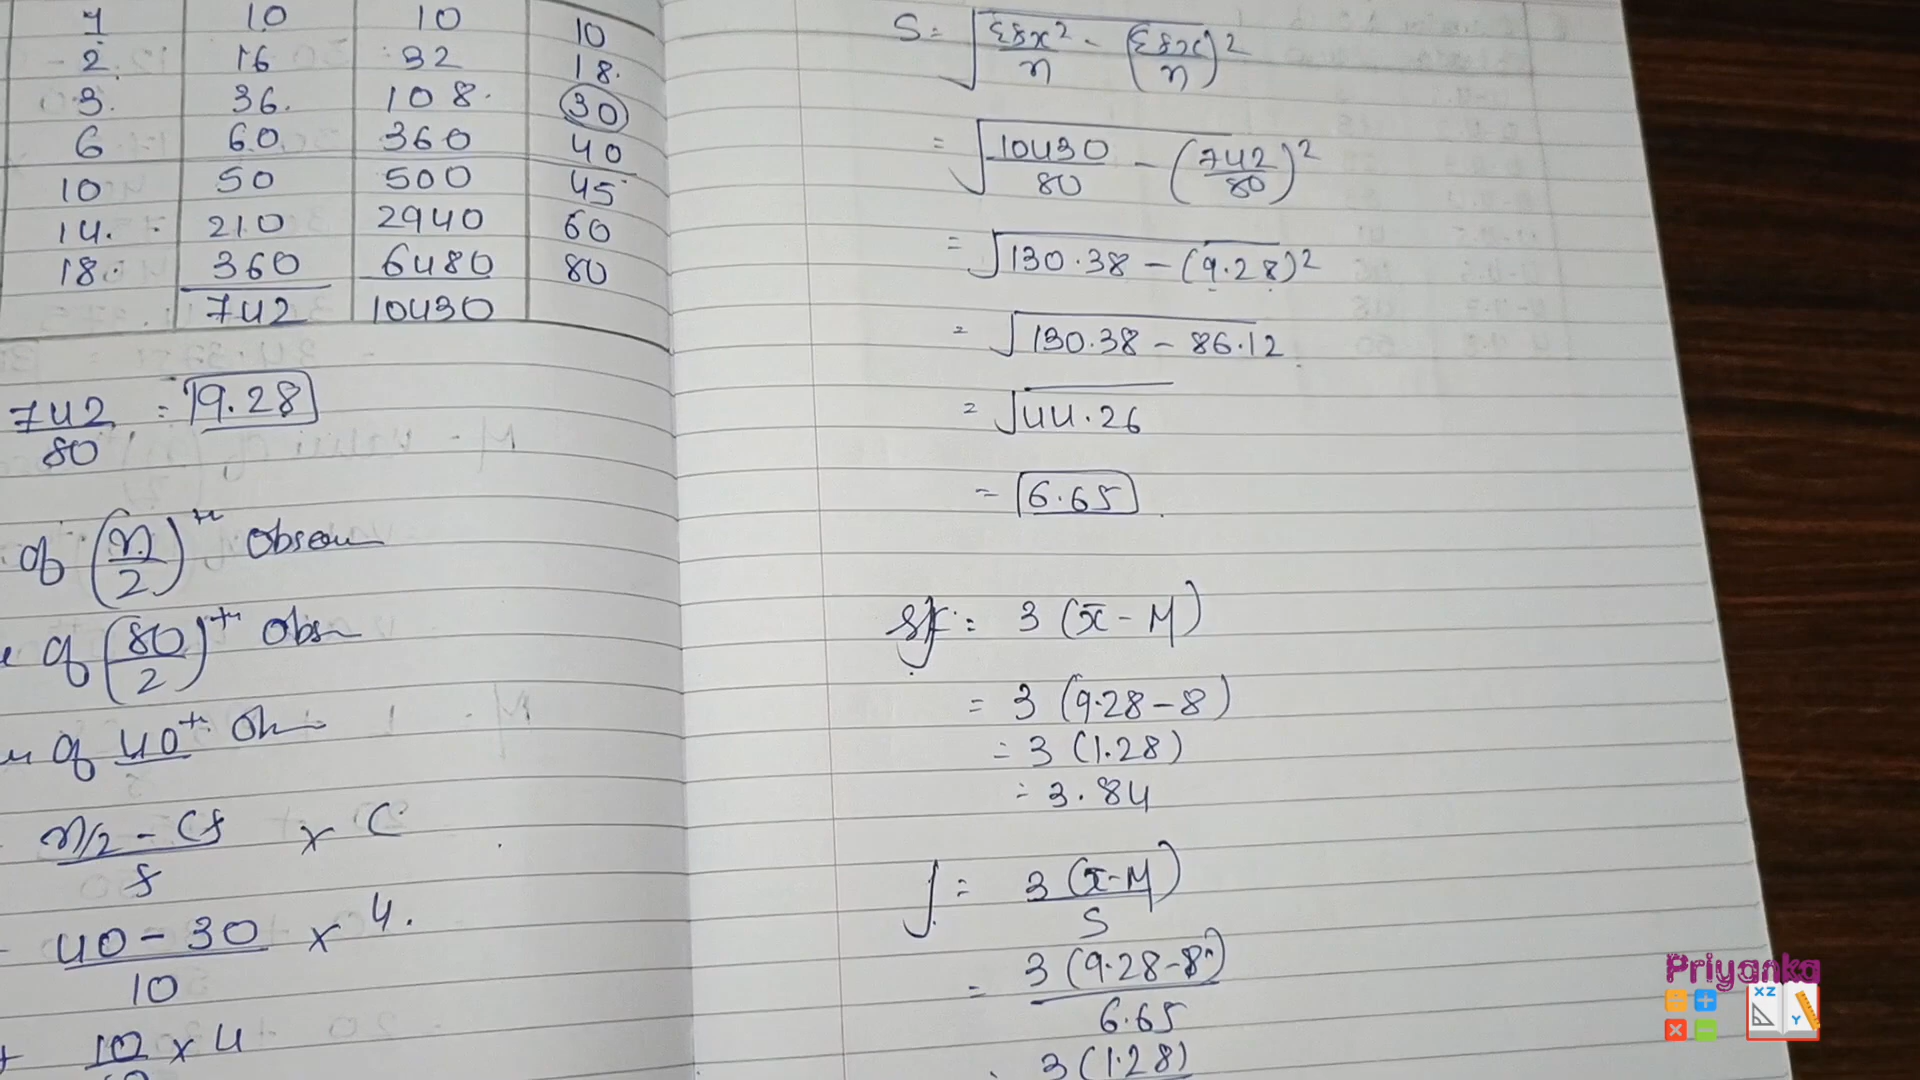 1 10 10 10
2 16 32 18
3 36 108 30
6 60 360 40
10 50 500 45
14 210 2940 60
18 360 6480 80
742 10430
742/80 = 9.28
of (n/2)th Obser
of (80/2)th Obsn
of 40th
n/2 - cf / f × C
40 - 30 / 10 × 4.
10 × 4
S = √(Σfx²/n - (Σfx/n)²)
= √(10430/80 - (742/80)²)
= √(130.38 - (9.28)²)
= √(130.38 - 86.12)
= √44.26
= 6.65
= 3 (x̄ - M)
= 3 (9.28 - 8)
= 3 (1.28)
= 3.84
j = 3 (x̄ - M) / S
= 3 (9.28 - 8) / 6.65
3 (1.28)
Priyanka
XZ
Y